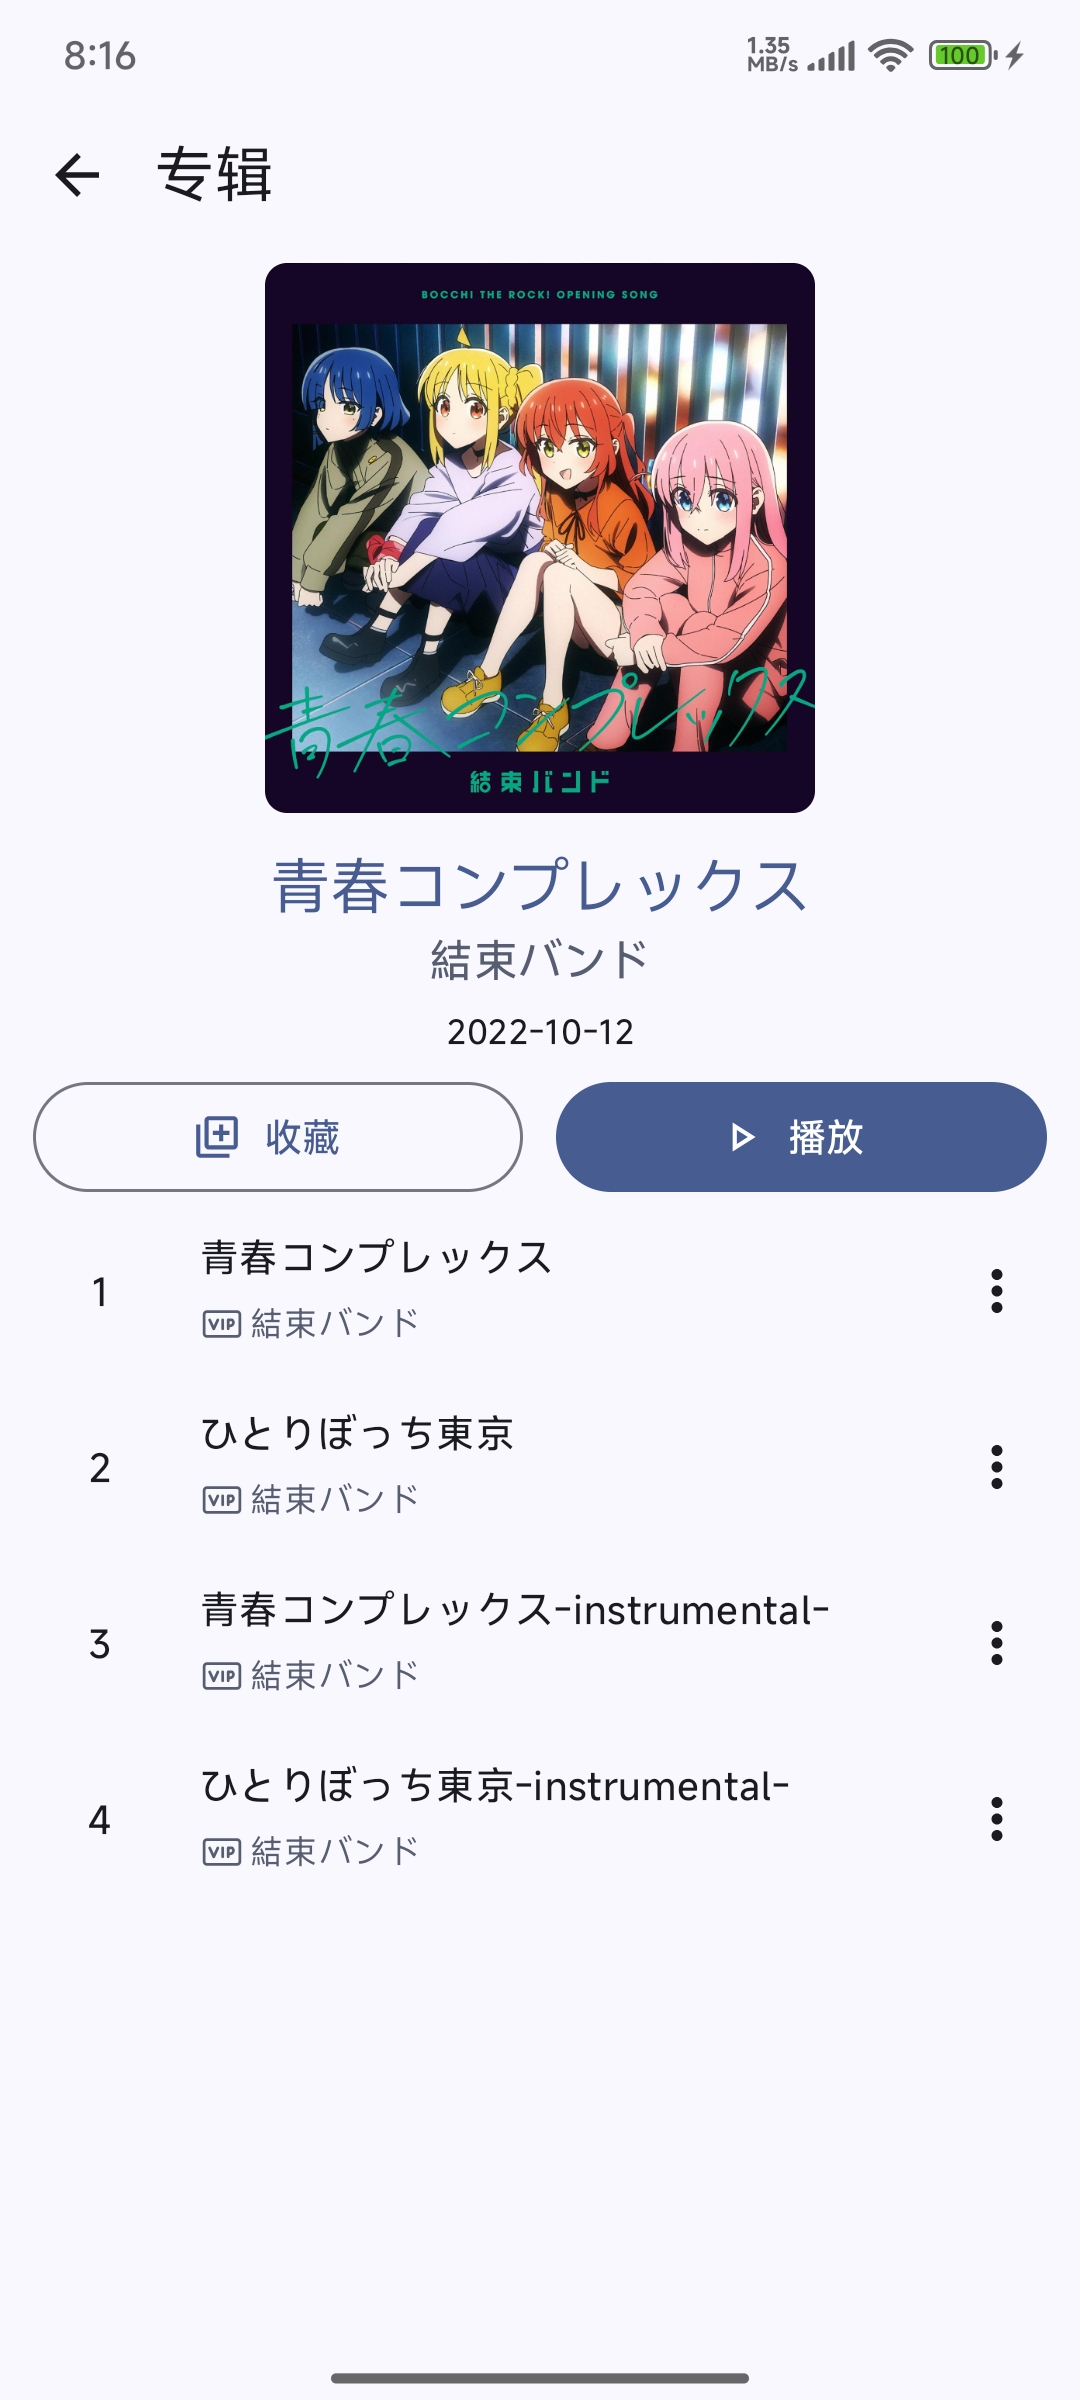 8:16
1.35
MB/s
100
专辑
BOCCHI THE ROCK! OPENING SONG
青春コンプレックス
結束バンド
青春コンプレックス
結束バンド
2022-10-12
收藏
播放
1
青春コンプレックス
VIP 結束バンド
2
ひとりぼっち東京
VIP 結束バンド
3
青春コンプレックス-instrumental-
VIP 結束バンド
4
ひとりぼっち東京-instrumental-
VIP 結束バンド